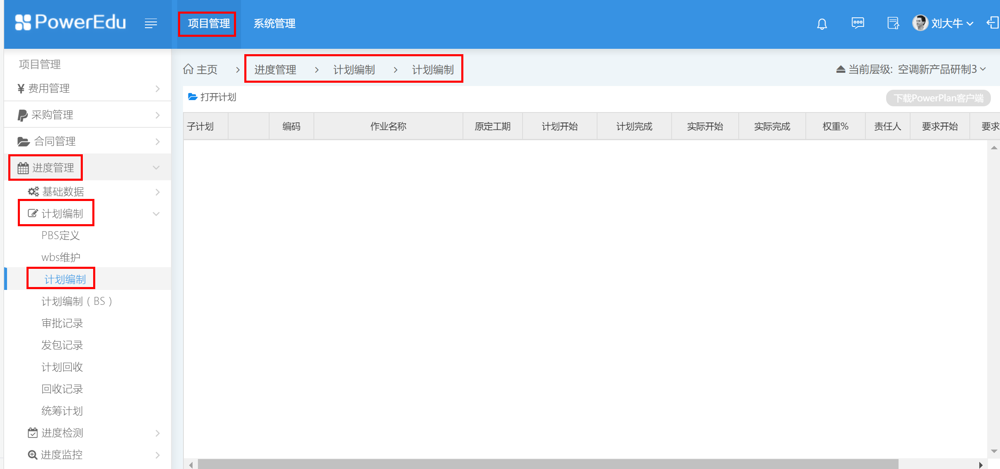 PowerEdu
项目管理
系统管理
刘大牛
项目管理
¥ 费用管理
采购管理
合同管理
进度管理
基础数据
计划编制
PBS定义
wbs维护
计划编制
计划编制（BS）
审批记录
发包记录
计划回收
回收记录
统筹计划
进度检测
进度监控
主页 > 进度管理 > 计划编制 > 计划编制
当前层级: 空调新产品研制3
打开计划
下载PowerPlan客户端
子计划 编码 作业名称 原定工期 计划开始 计划完成 实际开始 实际完成 权重% 责任人 要求开始 要求